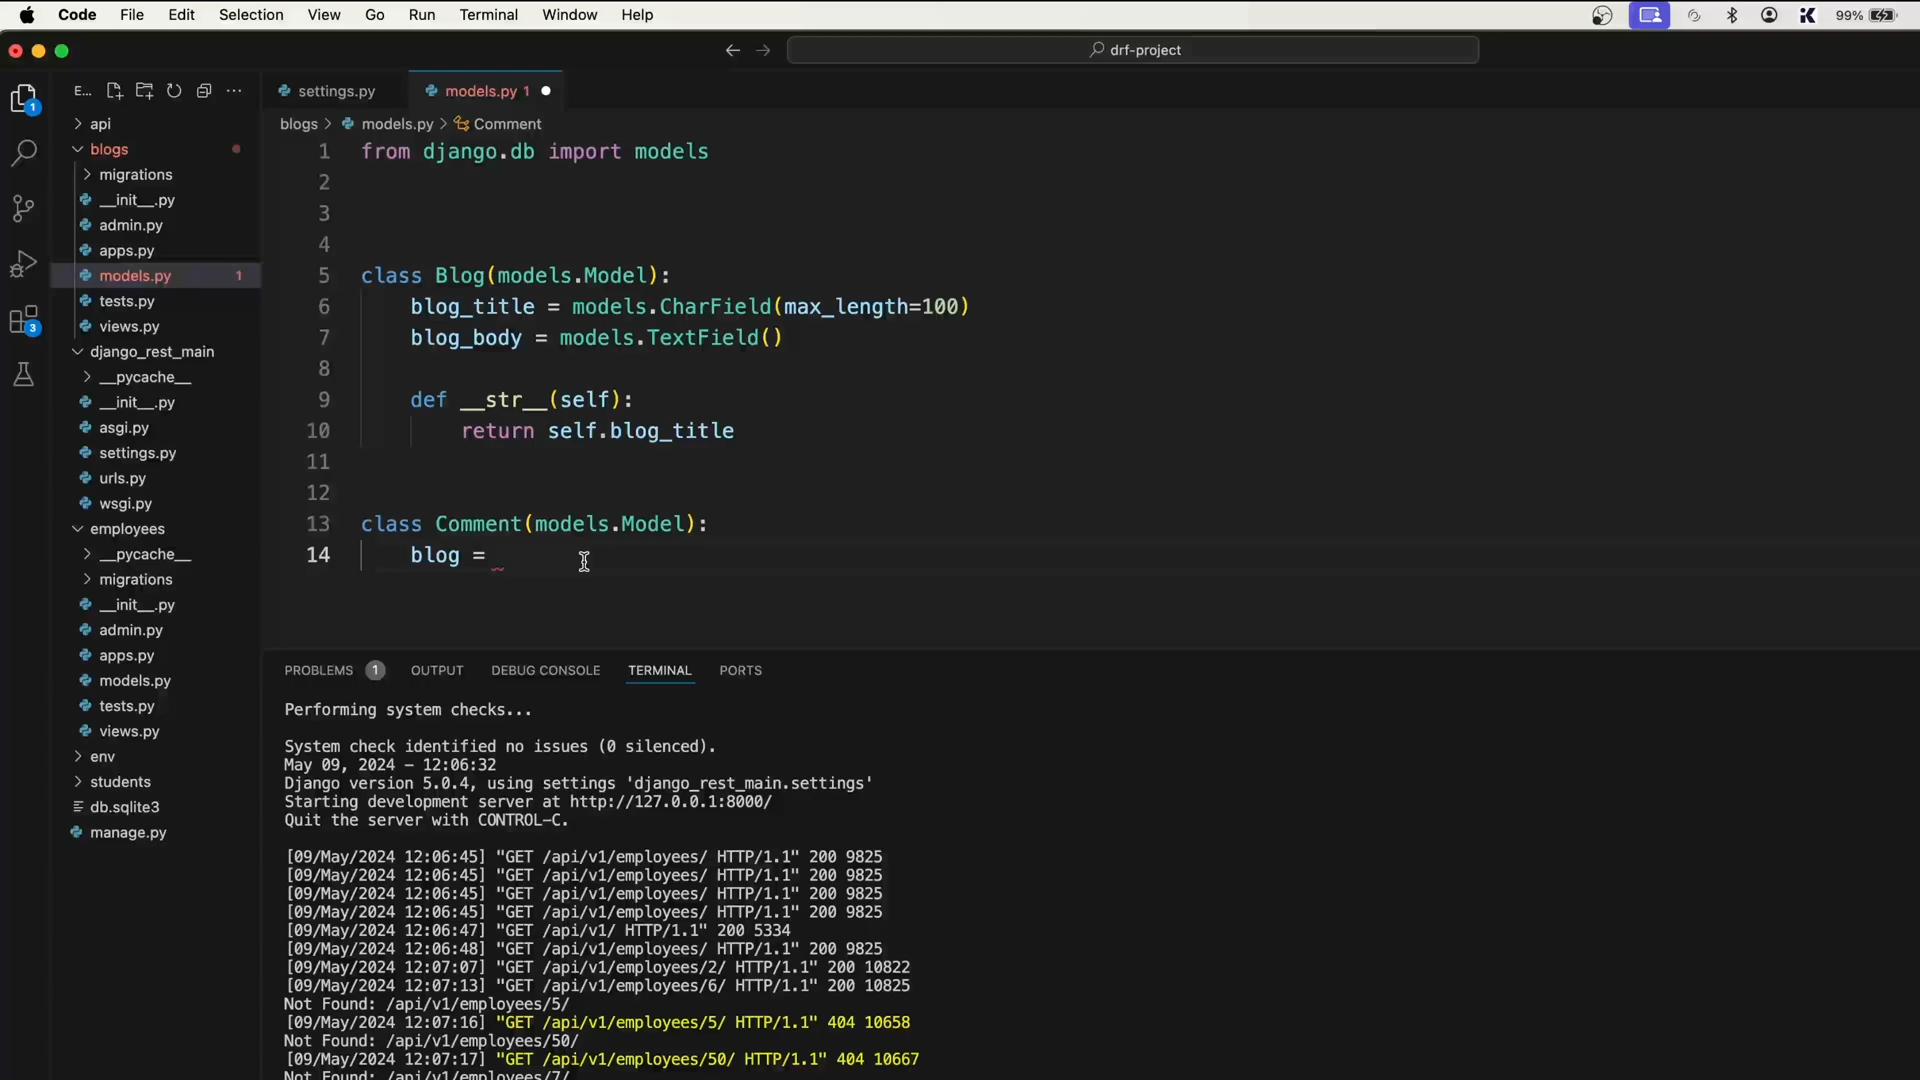 Code File Edit Selection View Go Run Terminal Window Help 99%
drf-project
E... settings.py models.py 1
1
blogs > models.py > Comment
api
blogs
migrations
__init__.py
admin.py
apps.py
models.py 1
tests.py
views.py
django_rest_main
__pycache__
__init__.py
asgi.py
settings.py
urls.py
wsgi.py
employees
__pycache__
migrations
__init__.py
admin.py
apps.py
models.py
tests.py
views.py
env
students
db.sqlite3
manage.py
3
1 from django.db import models
2
3
4
5 class Blog(models.Model):
6 blog_title = models.CharField(max_length=100)
7 blog_body = models.TextField()
8
9 def __str__(self):
10 return self.blog_title
11
12
13 class Comment(models.Model):
14 blog =
PROBLEMS 1 OUTPUT DEBUG CONSOLE TERMINAL PORTS
Performing system checks...
System check identified no issues (0 silenced).
May 09, 2024 - 12:06:32
Django version 5.0.4, using settings 'django_rest_main.settings'
Starting development server at http://127.0.0.1:8000/
Quit the server with CONTROL-C.
[09/May/2024 12:06:45] "GET /api/v1/employees/ HTTP/1.1" 200 9825
[09/May/2024 12:06:45] "GET /api/v1/employees/ HTTP/1.1" 200 9825
[09/May/2024 12:06:45] "GET /api/v1/employees/ HTTP/1.1" 200 9825
[09/May/2024 12:06:45] "GET /api/v1/employees/ HTTP/1.1" 200 9825
[09/May/2024 12:06:47] "GET /api/v1/ HTTP/1.1" 200 5334
[09/May/2024 12:06:48] "GET /api/v1/employees/ HTTP/1.1" 200 9825
[09/May/2024 12:07:07] "GET /api/v1/employees/2/ HTTP/1.1" 200 10822
[09/May/2024 12:07:13] "GET /api/v1/employees/6/ HTTP/1.1" 200 10825
Not Found: /api/v1/employees/5/
[09/May/2024 12:07:16] "GET /api/v1/employees/5/ HTTP/1.1" 404 10658
Not Found: /api/v1/employees/50/
[09/May/2024 12:07:17] "GET /api/v1/employees/50/ HTTP/1.1" 404 10667
Not Found: /api/v1/employees/7/